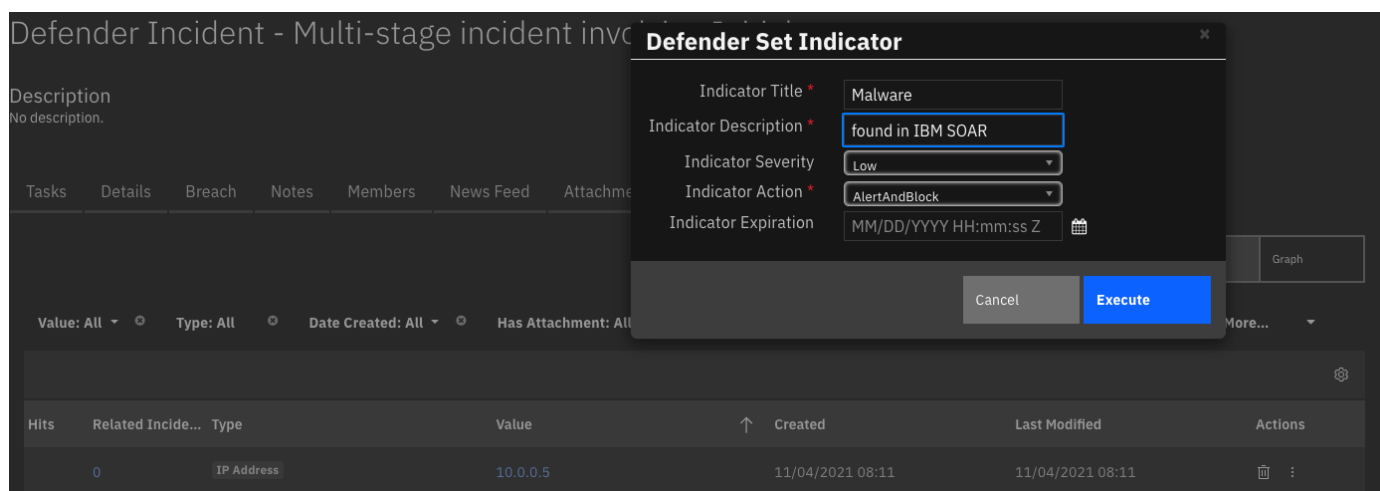 Defender Incident - Multi-stage incident invo
Description
No description.
Tasks Details Breach Notes Members News Feed Attachme
Defender Set Indicator ×
Indicator Title * Malware
Indicator Description * found in IBM SOAR
Indicator Severity Low
Indicator Action * AlertAndBlock
Indicator Expiration MM/DD/YYYY HH:mm:ss Z
Cancel Execute
Graph
Value: All Type: All Date Created: All Has Attachment: All More...
Hits Related Incide... Type Value ↑ Created Last Modified Actions
0 IP Address 10.0.0.5 11/04/2021 08:11 11/04/2021 08:11